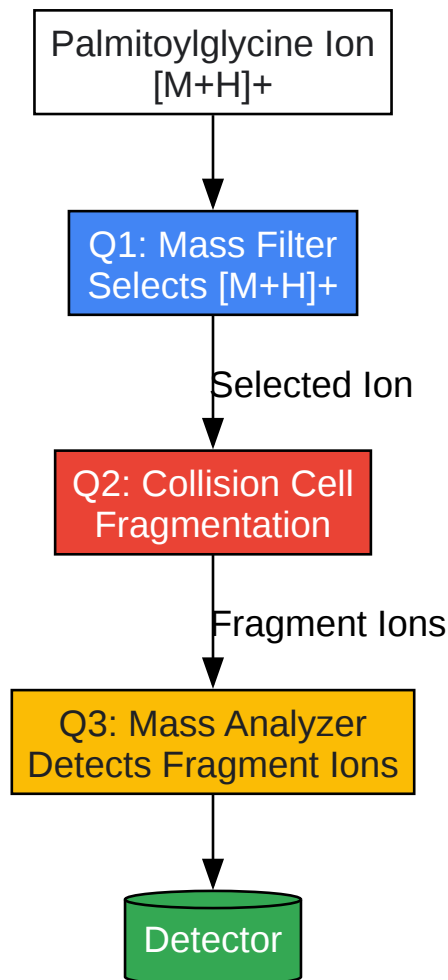 Palmitoylglycine Ion
[M+H]+
Q1: Mass Filter
Selects [M+H]+
Selected Ion
Q2: Collision Cell
Fragmentation
Fragment Ions
Q3: Mass Analyzer
Detects Fragment Ions
Detector